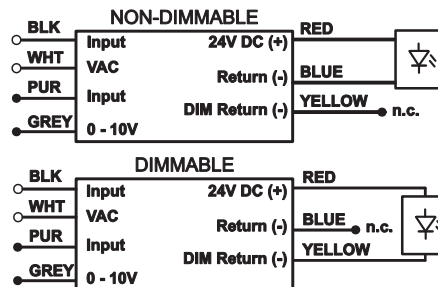 NON-DIMMABLE
BLK Input 24V DC (+) RED
WHT VAC
PUR Input Return (-) BLUE
GREY 0 - 10V DIM Return (-) YELLOW n.c.
DIMMABLE
BLK Input 24V DC (+) RED
WHT VAC
PUR Input Return (-) BLUE n.c.
GREY 0 - 10V DIM Return (-) YELLOW